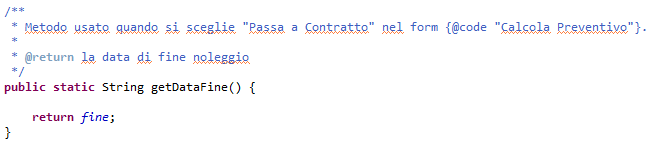 /**
 * Metodo usato quando si sceglie "Passa a Contratto" nel form {@code "Calcola Preventivo"}.
 *
 * @return la data di fine noleggio
 */
public static String getDataFine() {
    return fine;
}